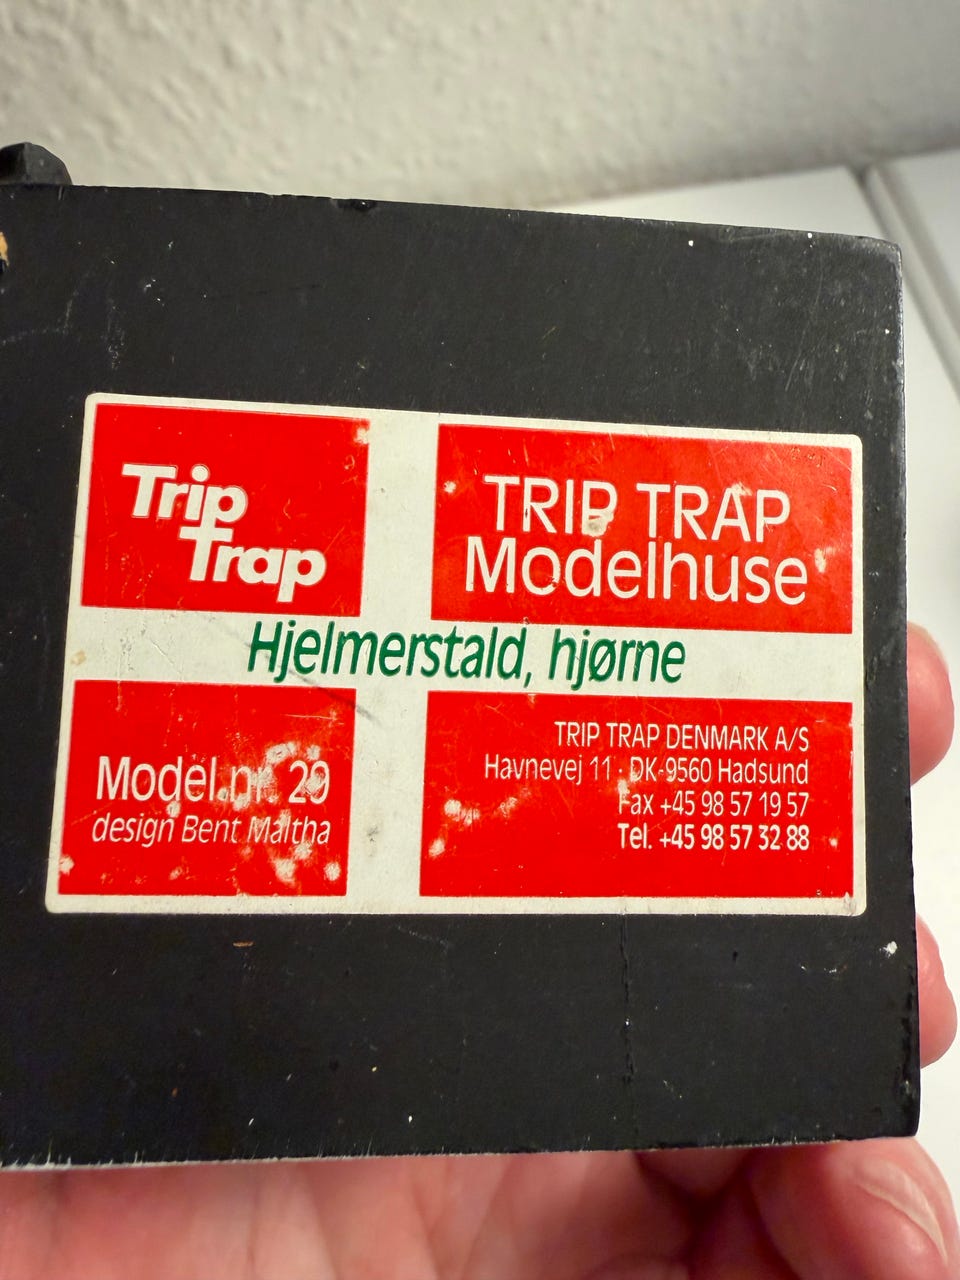 Trip
Trap
TRIP TRAP
Modelhuse
Hjelmerstald, hjørne
Model nr. 29
design Bent Maltha
TRIP TRAP DENMARK A/S
Havnevej 11 · DK-9560 Hadsund
Fax +45 98 57 19 57
Tel. +45 98 57 32 88